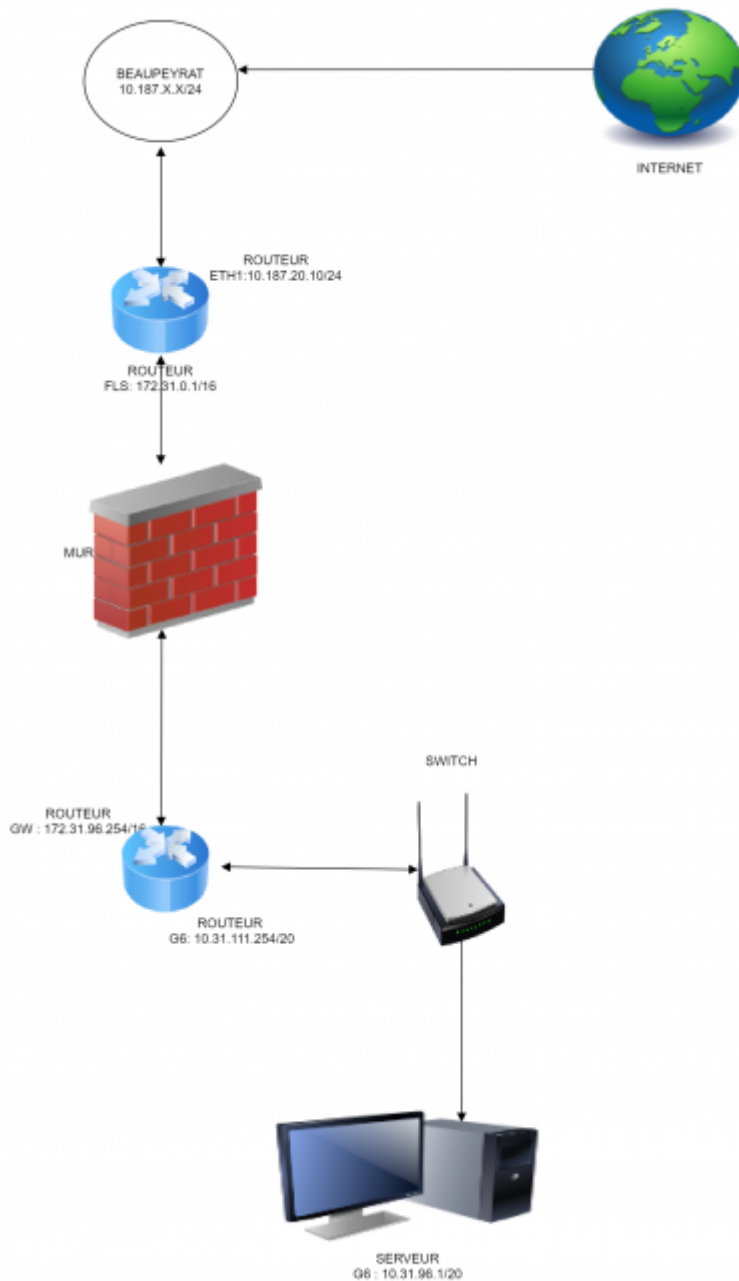 BEAUPEYRAT
10.187.X.X/24
INTERNET
ROUTEUR
ETH1:10.187.20.10/24
ROUTEUR
FLS: 172.31.0.1/16
MUR
SWITCH
ROUTEUR
GW : 172.31.96.254/16
ROUTEUR
G6: 10.31.111.254/20
SERVEUR
G6 : 10.31.96.1/20